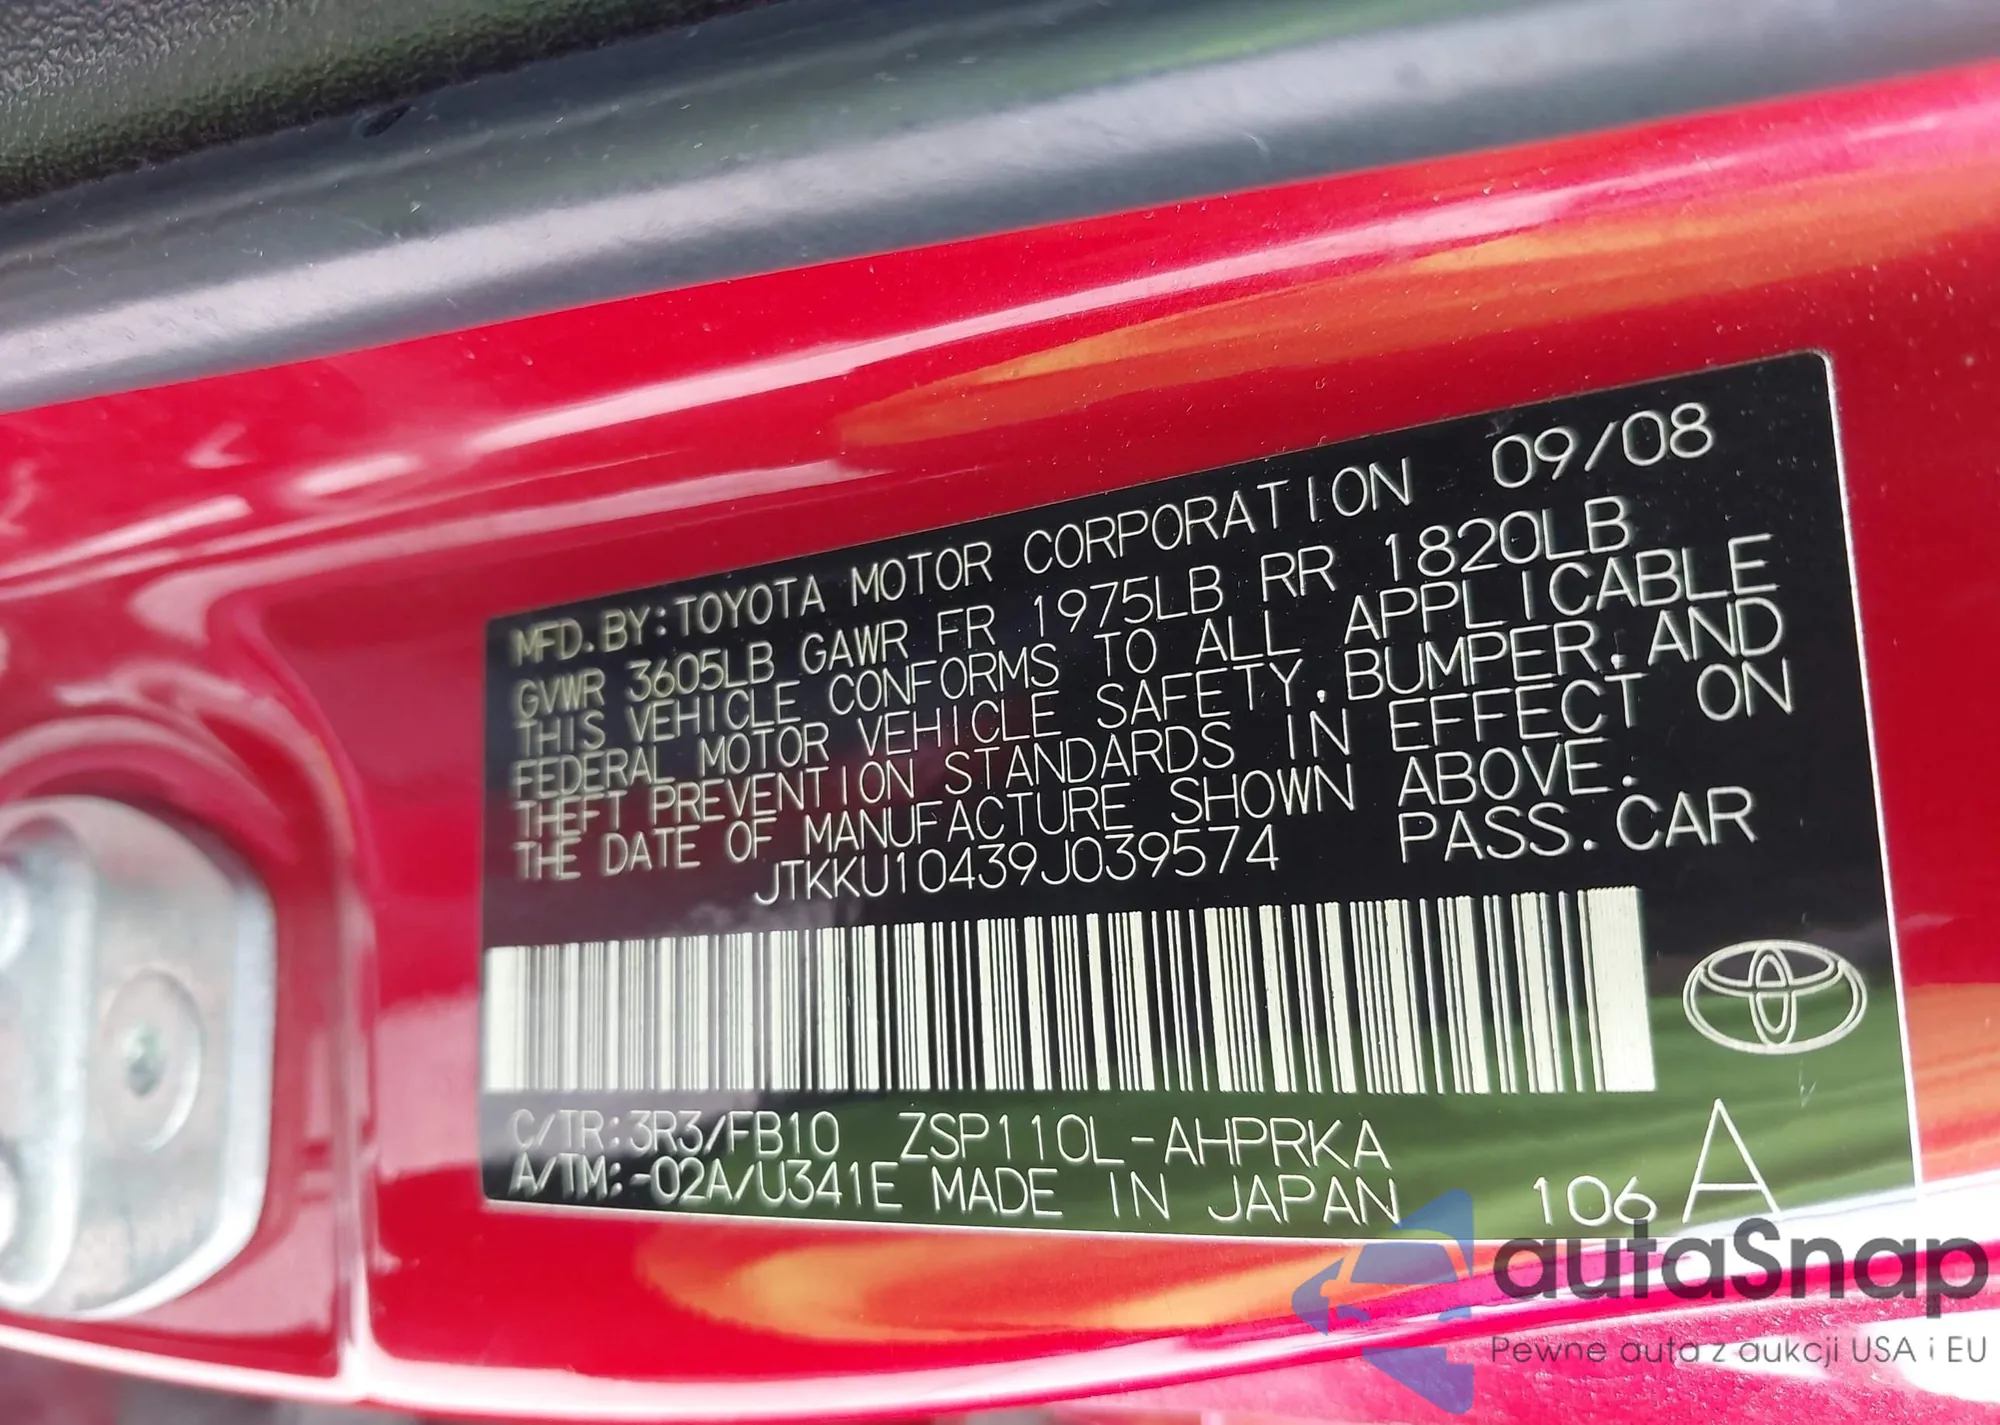 MFD.BY:TOYOTA MOTOR CORPORATION 09/08
GVWR 3605LB GAWR FR 1975LB RR 1820LB
THIS VEHICLE CONFORMS TO ALL APPLICABLE
FEDERAL MOTOR VEHICLE SAFETY, BUMPER, AND
THEFT PREVENTION STANDARDS IN EFFECT ON
THE DATE OF MANUFACTURE SHOWN ABOVE.
JTKKU10439J039574 PASS.CAR
C/TR:3R3/FB10 ZSP110L-AHPRKA
A/TM:-02A/U341E MADE IN JAPAN 106 A
autaSnap
Pewne auta z aukcji USA i EU